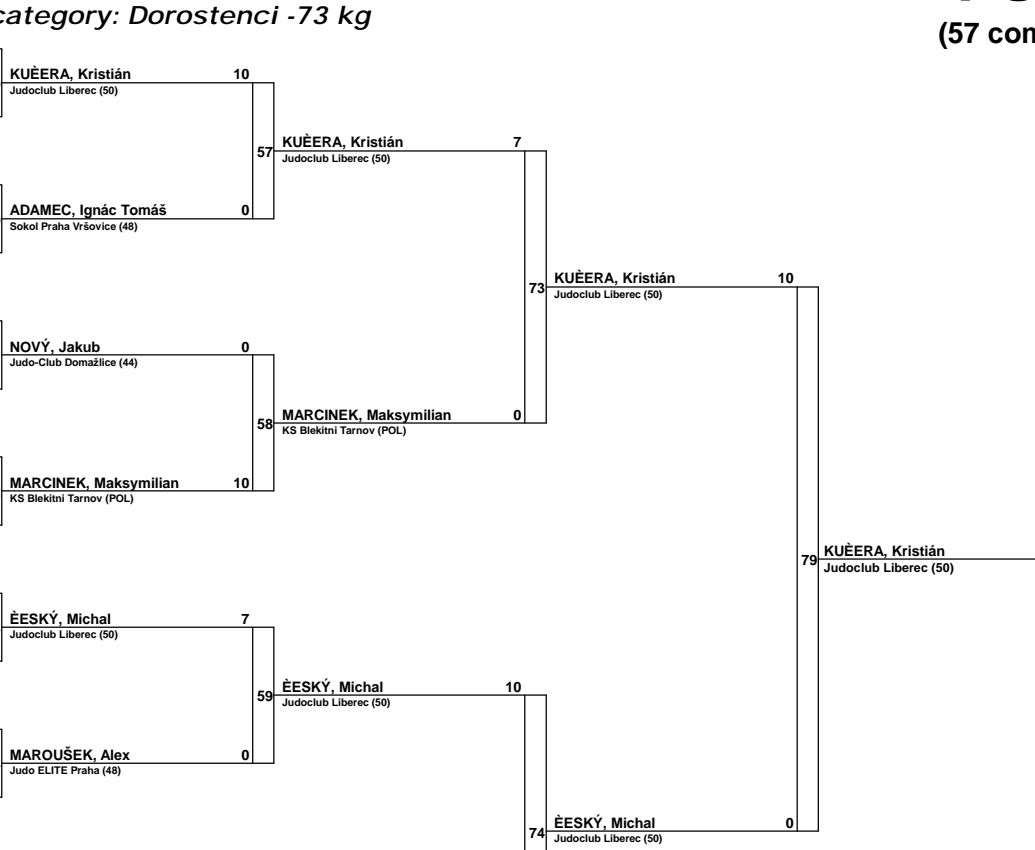 category: Dorostenci -73 kg
(57 con
KUÈERA, Kristián 10
Judoclub Liberec (50)
57
KUÈERA, Kristián 7
Judoclub Liberec (50)
ADAMEC, Ignác Tomáš 0
Sokol Praha Vršovice (48)
73
KUÈERA, Kristián 10
Judoclub Liberec (50)
NOVÝ, Jakub 0
Judo-Club Domažlice (44)
58
MARCINEK, Maksymilian 0
KS Blekitni Tarnov (POL)
MARCINEK, Maksymilian 10
KS Blekitni Tarnov (POL)
79
KUÈERA, Kristián
Judoclub Liberec (50)
ÈESKÝ, Michal 7
Judoclub Liberec (50)
59
ÈESKÝ, Michal 10
Judoclub Liberec (50)
MAROUŠEK, Alex 0
Judo ELITE Praha (48)
74
ÈESKÝ, Michal 0
Judoclub Liberec (50)